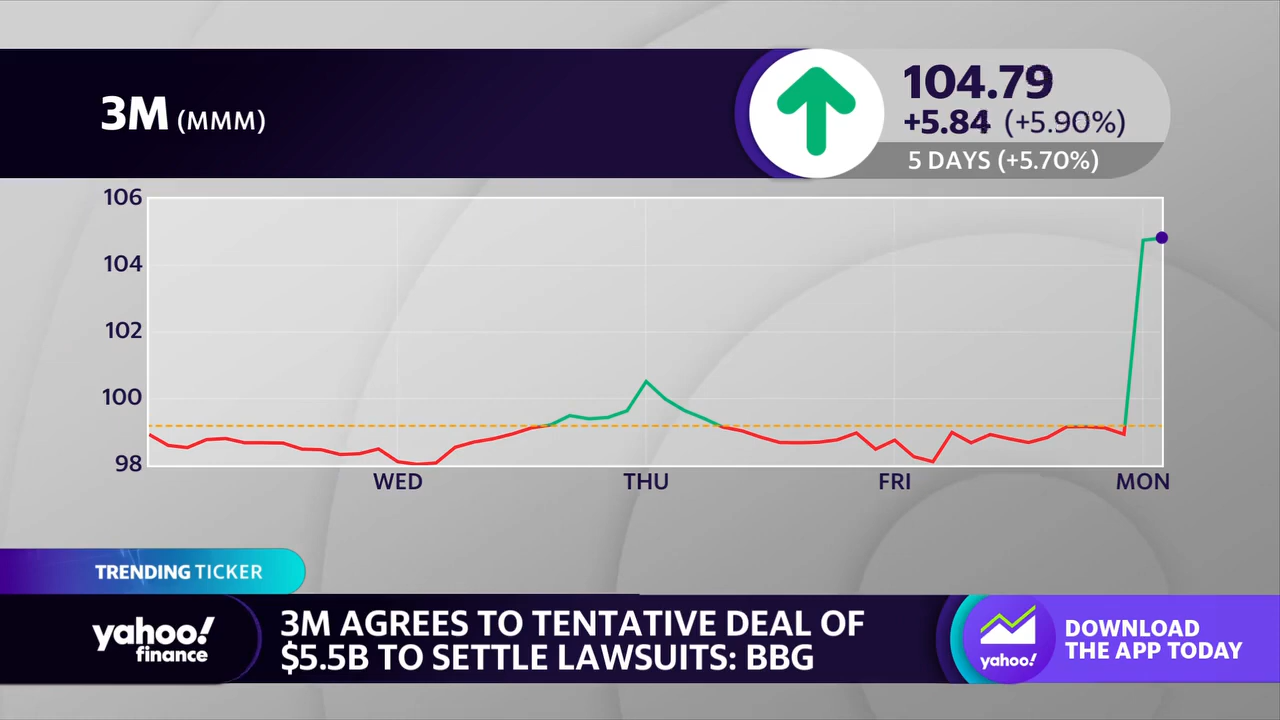 3M (MMM)
104.79
+5.84 (+5.90%)
5 DAYS (+5.70%)
106
104
102
100
98
WED THU FRI MON
TRENDING TICKER
yahoo!
finance
3M AGREES TO TENTATIVE DEAL OF
$5.5B TO SETTLE LAWSUITS: BBG
yahoo!
DOWNLOAD
THE APP TODAY